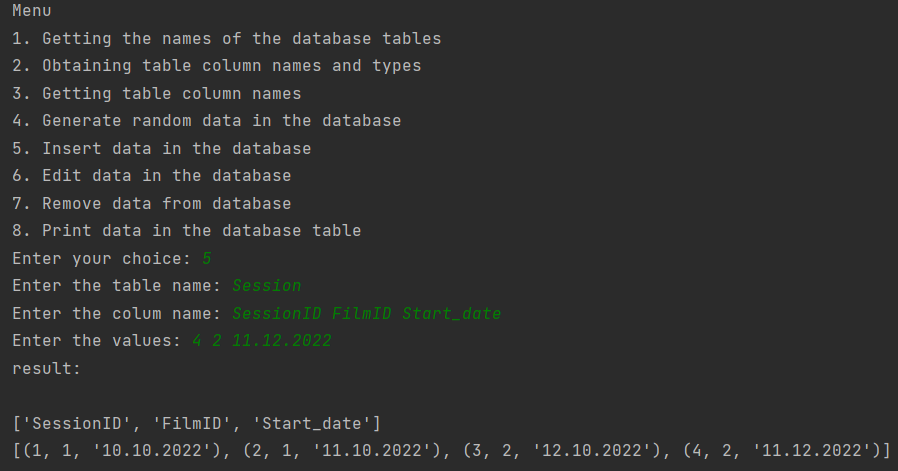 Menu
1. Getting the names of the database tables
2. Obtaining table column names and types
3. Getting table column names
4. Generate random data in the database
5. Insert data in the database
6. Edit data in the database
7. Remove data from database
8. Print data in the database table
Enter your choice: 5
Enter the table name: Session
Enter the colum name: SessionID FilmID Start_date
Enter the values: 4 2 11.12.2022
result:
['SessionID', 'FilmID', 'Start_date']
[(1, 1, '10.10.2022'), (2, 1, '11.10.2022'), (3, 2, '12.10.2022'), (4, 2, '11.12.2022')]